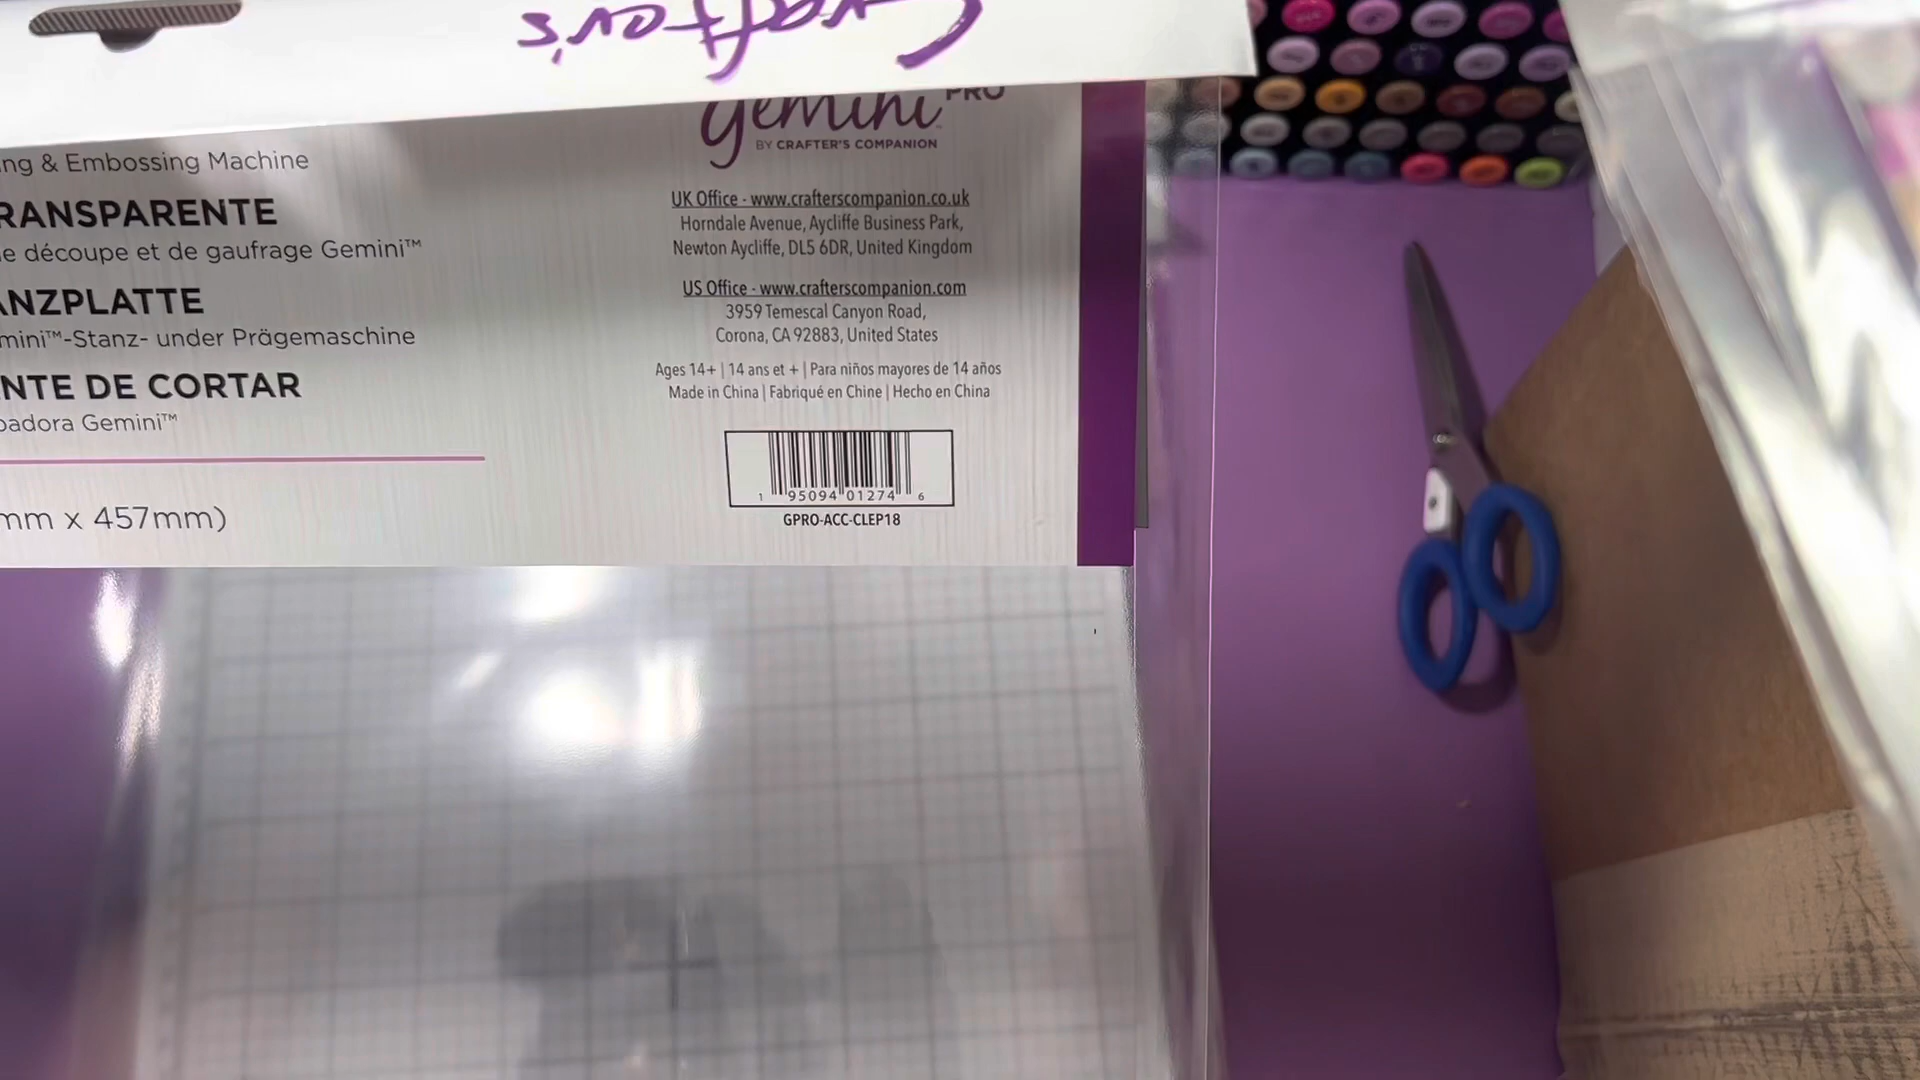 Crafter's
gemini PRO
BY CRAFTER'S COMPANION
ng & Embossing Machine
RANSPARENTE
e découpe et de gaufrage Gemini™
ANZPLATTE
mini™-Stanz- under Prägemaschine
NTE DE CORTAR
padora Gemini™
mm x 457mm)
UK Office - www.crafterscompanion.co.uk
Horndale Avenue, Aycliffe Business Park,
Newton Aycliffe, DL5 6DR, United Kingdom
US Office - www.crafterscompanion.com
3959 Temescal Canyon Road,
Corona, CA 92883, United States
Ages 14+ | 14 ans et + | Para niños mayores de 14 años
Made in China | Fabriqué en Chine | Hecho en China
1 95094 01274 6
GPRO-ACC-CLEP18